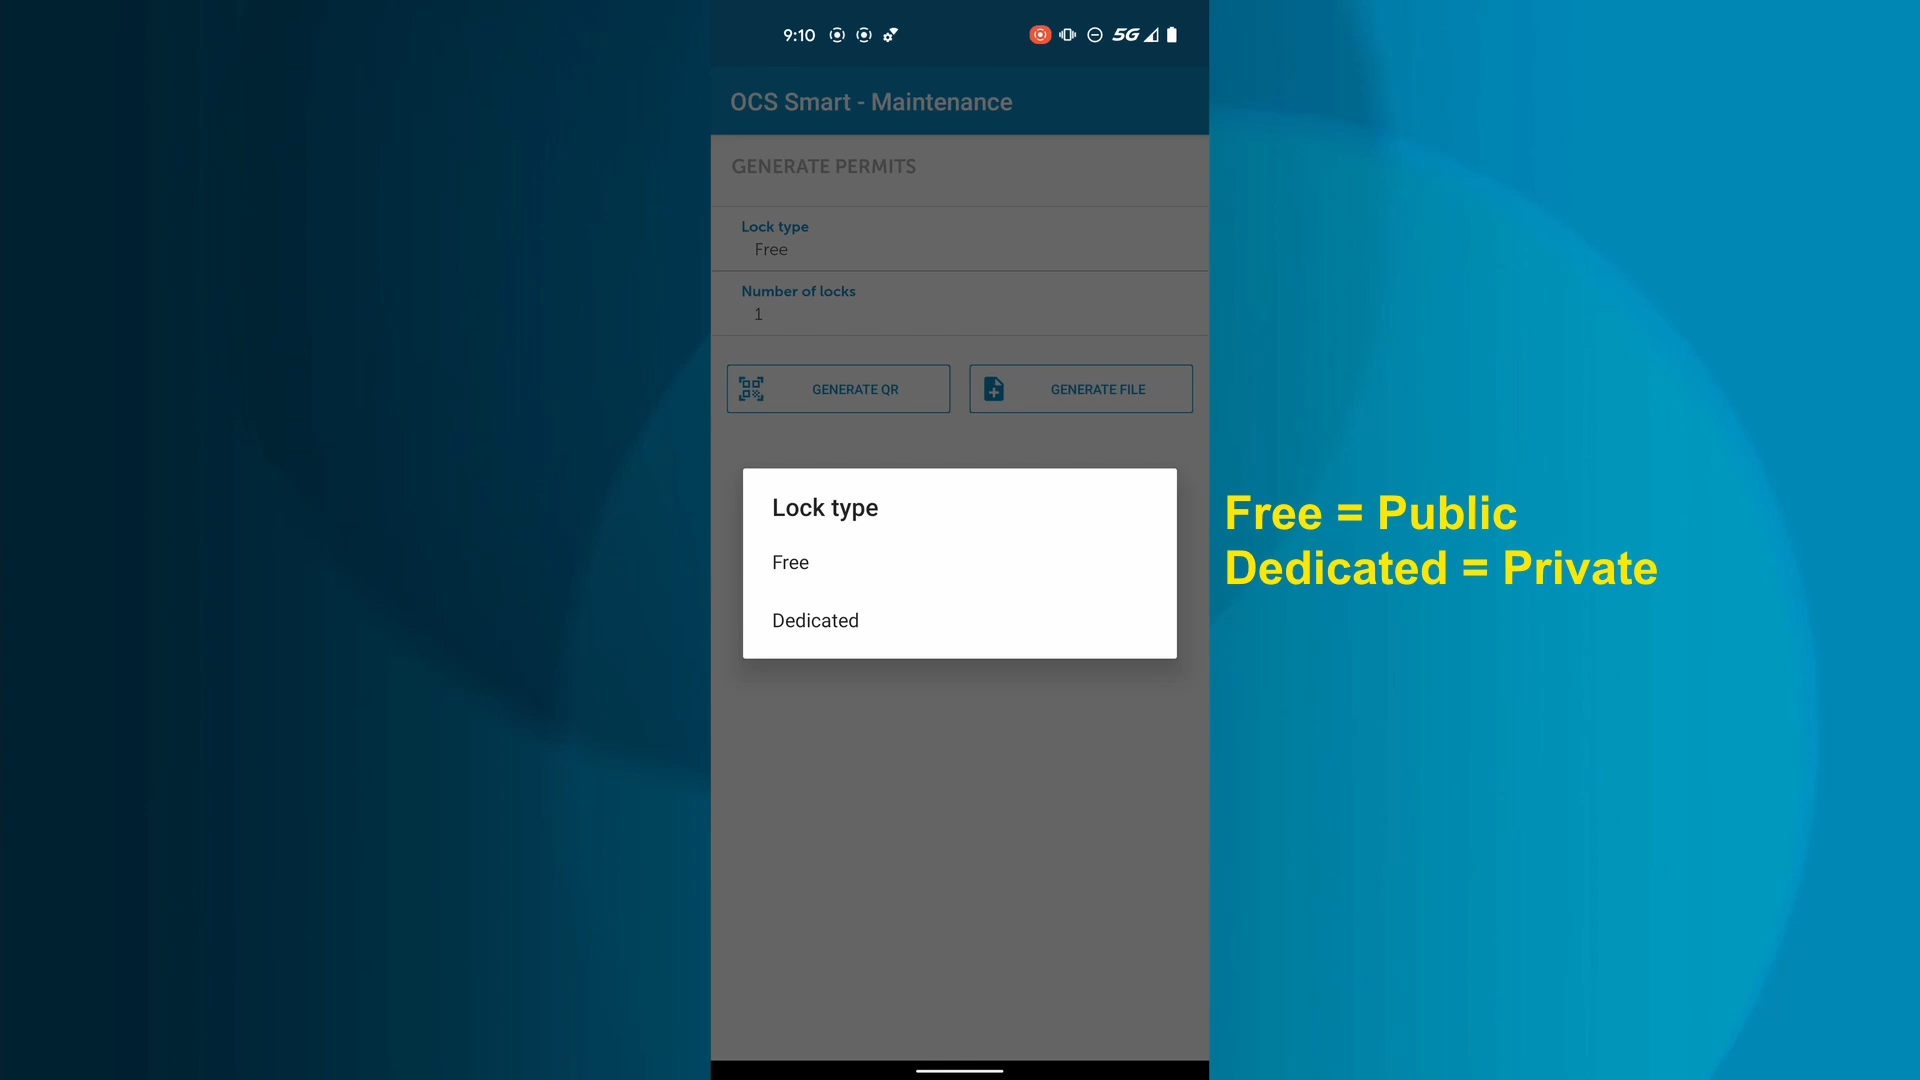 9:10 5G
OCS Smart - Maintenance
GENERATE PERMITS
Lock type
Free
Number of locks
1
GENERATE QR GENERATE FILE
Lock type
Free
Dedicated
Free = Public
Dedicated = Private